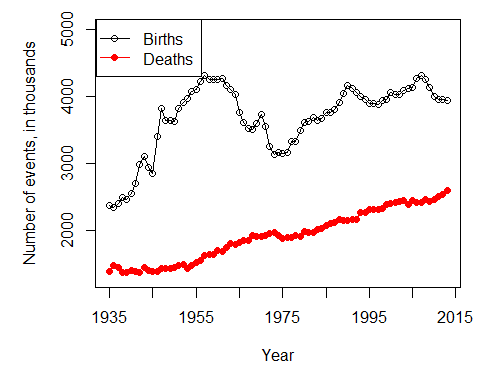 Births
Deaths
Number of events, in thousands
5000
4000
3000
2000
1935 1955 1975 1995 2015
Year